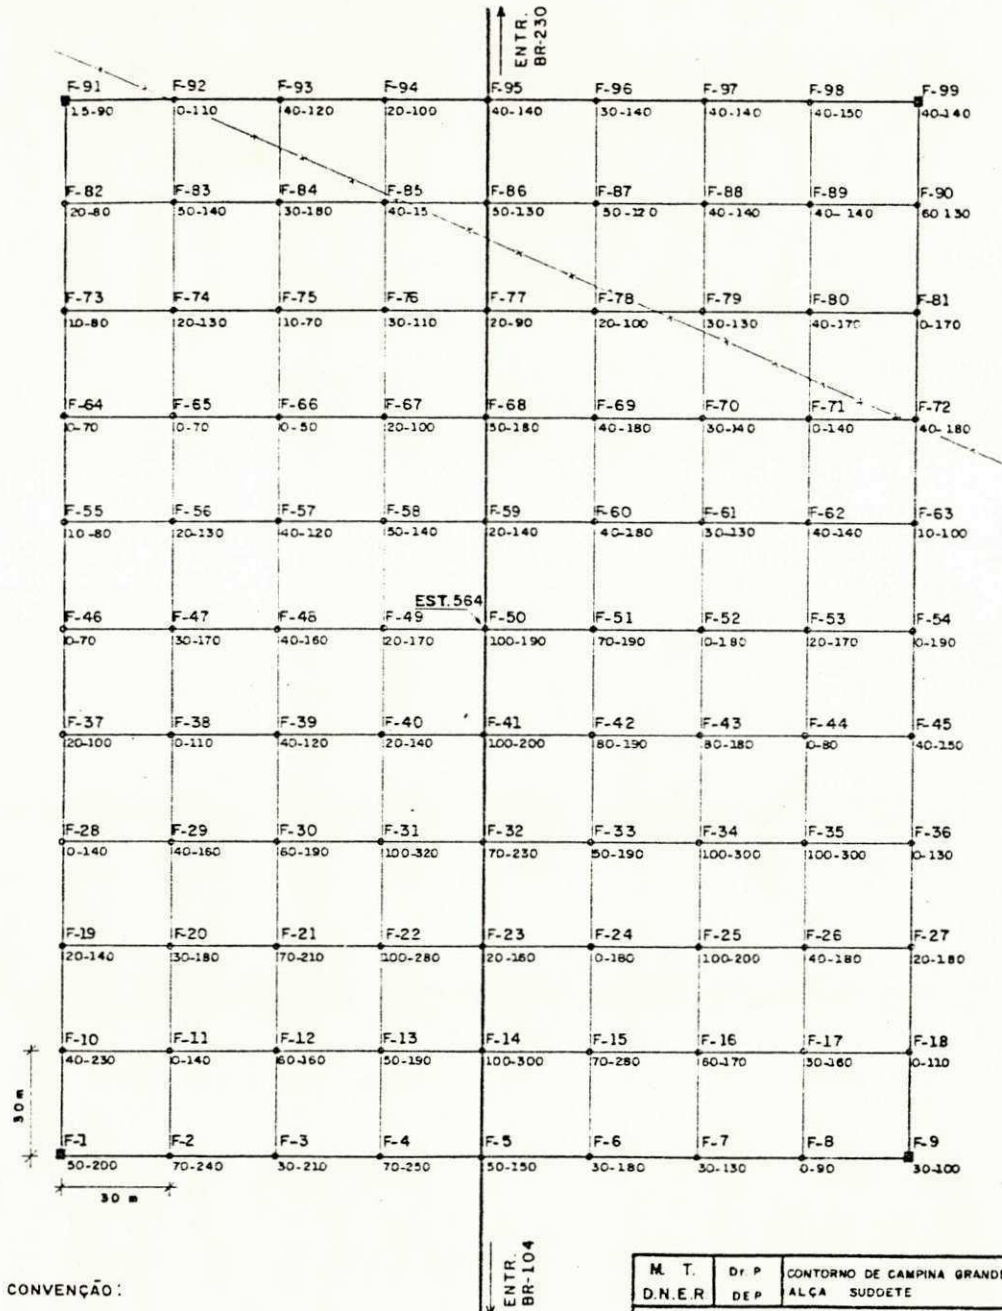 ENTR.
BR-230
F-91 F-92 F-93 F-94 F-95 F-96 F-97 F-98 F-99
15-90 0-110 40-120 20-100 40-140 30-140 40-140 40-150 40-140
F-82 F-83 F-84 F-85 F-86 F-87 F-88 F-89 F-90
20-80 50-140 30-180 40-15 50-130 50-120 40-140 40-140 60 130
F-73 F-74 F-75 F-76 F-77 F-78 F-79 F-80 F-81
10-80 20-130 10-70 30-110 20-90 20-100 30-130 40-170 0-170
F-64 F-65 F-66 F-67 F-68 F-69 F-70 F-71 F-72
0-70 0-70 0-50 20-100 50-180 40-180 30-140 0-140 40-180
F-55 F-56 F-57 F-58 F-59 F-60 F-61 F-62 F-63
10-80 20-130 40-120 50-140 20-140 40-180 30-130 40-140 10-100
EST. 564
F-46 F-47 F-48 F-49 F-50 F-51 F-52 F-53 F-54
0-70 30-170 40-160 20-170 100-190 70-190 0-180 20-170 0-190
F-37 F-38 F-39 F-40 F-41 F-42 F-43 F-44 F-45
20-100 0-110 40-120 20-140 100-200 80-190 80-180 0-80 40-150
F-28 F-29 F-30 F-31 F-32 F-33 F-34 F-35 F-36
0-140 40-160 60-190 100-320 70-230 50-190 100-300 100-300 0-130
F-19 F-20 F-21 F-22 F-23 F-24 F-25 F-26 F-27
20-140 30-180 70-210 100-280 20-160 0-160 100-200 40-180 20-180
F-10 F-11 F-12 F-13 F-14 F-15 F-16 F-17 F-18
40-230 0-140 60-160 50-190 100-300 70-280 60-170 30-160 0-110
30 m
F-1 F-2 F-3 F-4 F-5 F-6 F-7 F-8 F-9
50-200 70-240 30-210 70-250 50-150 30-180 30-130 0-90 30-100
30 m
ENTR.
BR-104
CONVENÇÃO:
M. T. Dr. P CONTORNO DE CAMPINA GRANDE
D.N.E.R DEP ALÇA SUDOETE